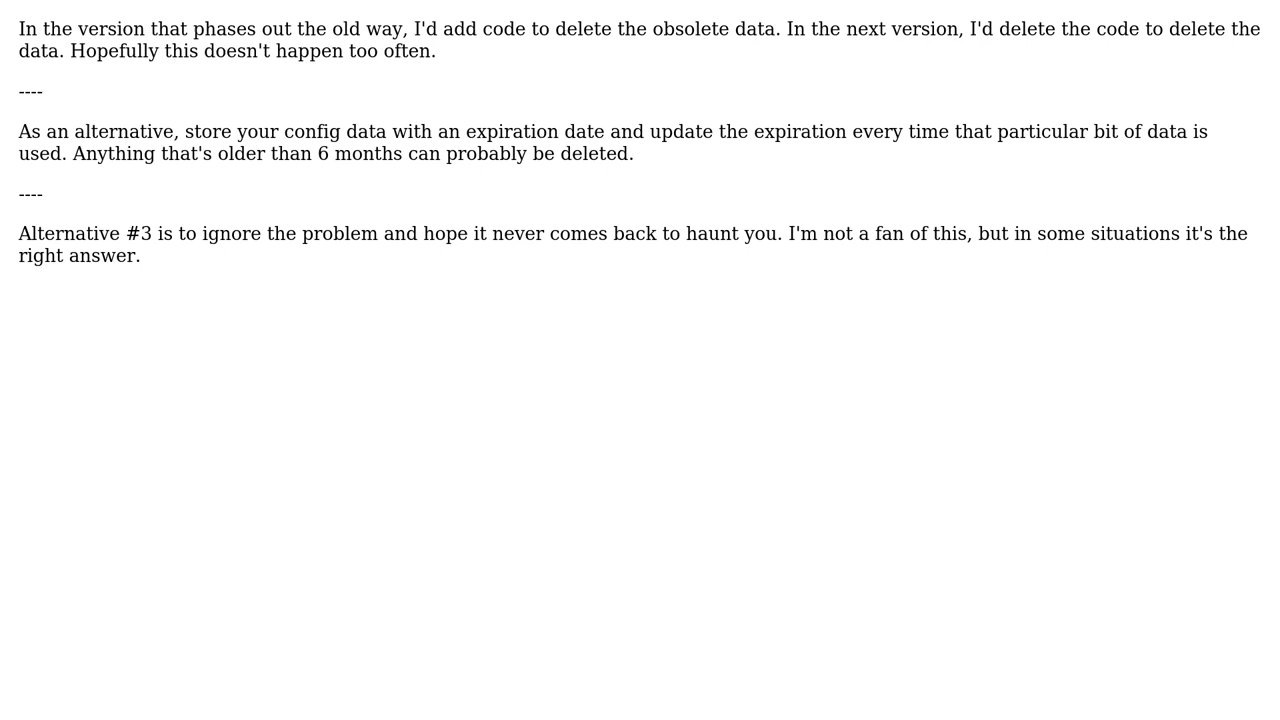 In the version that phases out the old way, I'd add code to delete the obsolete data. In the next version, I'd delete the code to delete the
data. Hopefully this doesn't happen too often.
----
As an alternative, store your config data with an expiration date and update the expiration every time that particular bit of data is
used. Anything that's older than 6 months can probably be deleted.
----
Alternative #3 is to ignore the problem and hope it never comes back to haunt you. I'm not a fan of this, but in some situations it's the
right answer.